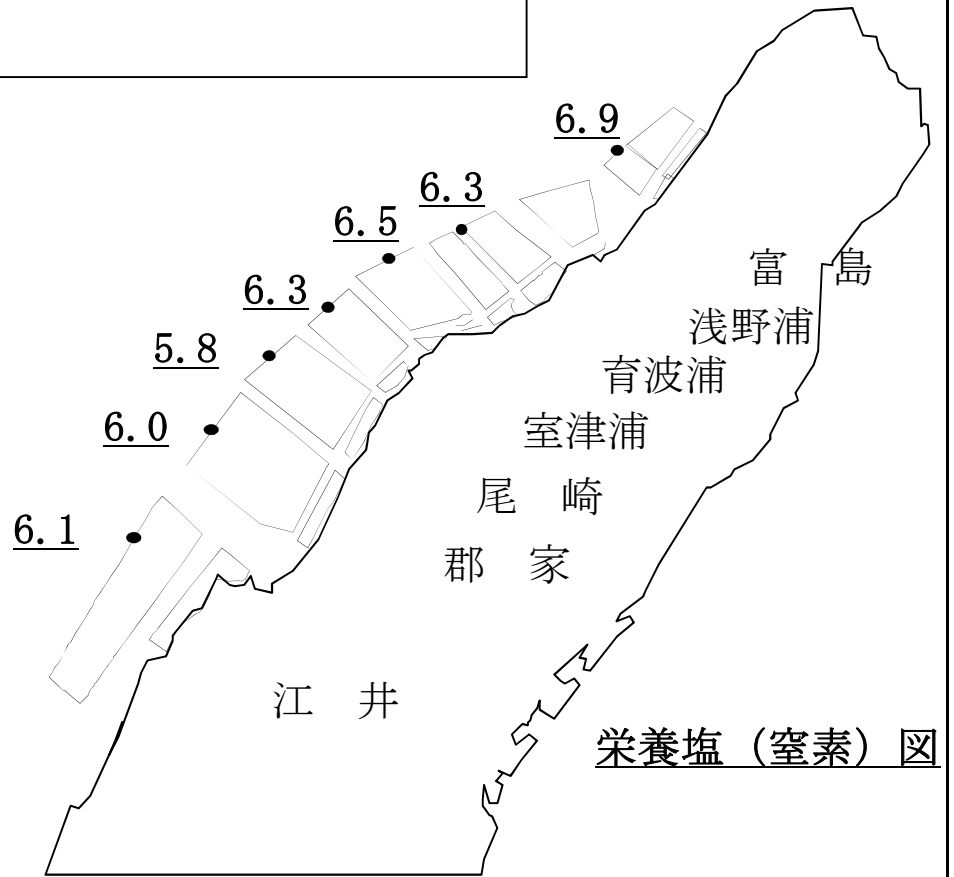 6.9
6.3
6.5
6.3
5.8
6.0
6.1
富　島
浅野浦
育波浦
室津浦
尾　崎
郡　家
江　井
栄養塩（窒素）図